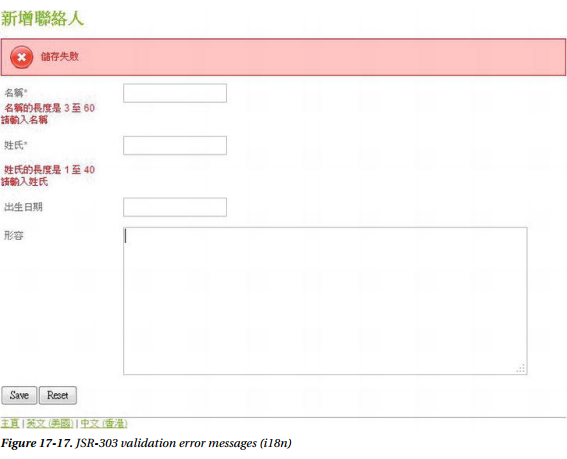 新增聯絡人
儲存失敗
名稱*
名稱的長度是 3 至 60
請輸入名稱
姓氏*
姓氏的長度是 1 至 40
請輸入姓氏
出生日期
形容
Save Reset
主頁 | 英文 (美國) | 中文 (香港)
Figure 17-17. JSR-303 validation error messages (i18n)